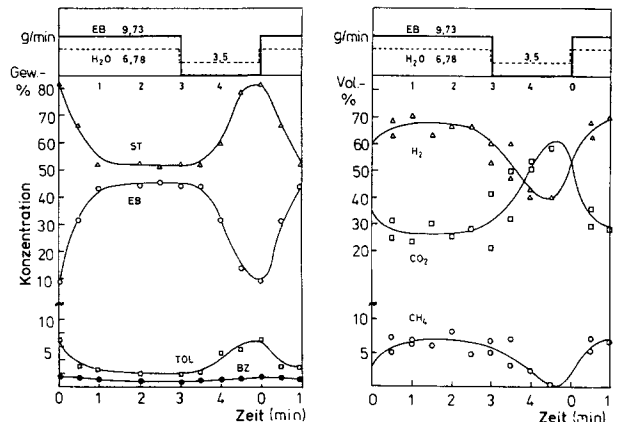 g/min
EB 9,73
H₂O 6,78
3,5
Gew.-
%
1 2 3 4 0 1
80
70
60
50
40
30
20
10
5
Konzentration
ST
EB
TOL
BZ
0 1 2 3 4 0 1
Zeit (min)
g/min
EB 9,73
H₂O 6,78
3,5
Vol.-
%
1 2 3 4 0 1
80
70
60
50
40
30
20
10
5
H₂
CO₂
CH₄
0 1 2 3 4 0 1
Zeit (min)